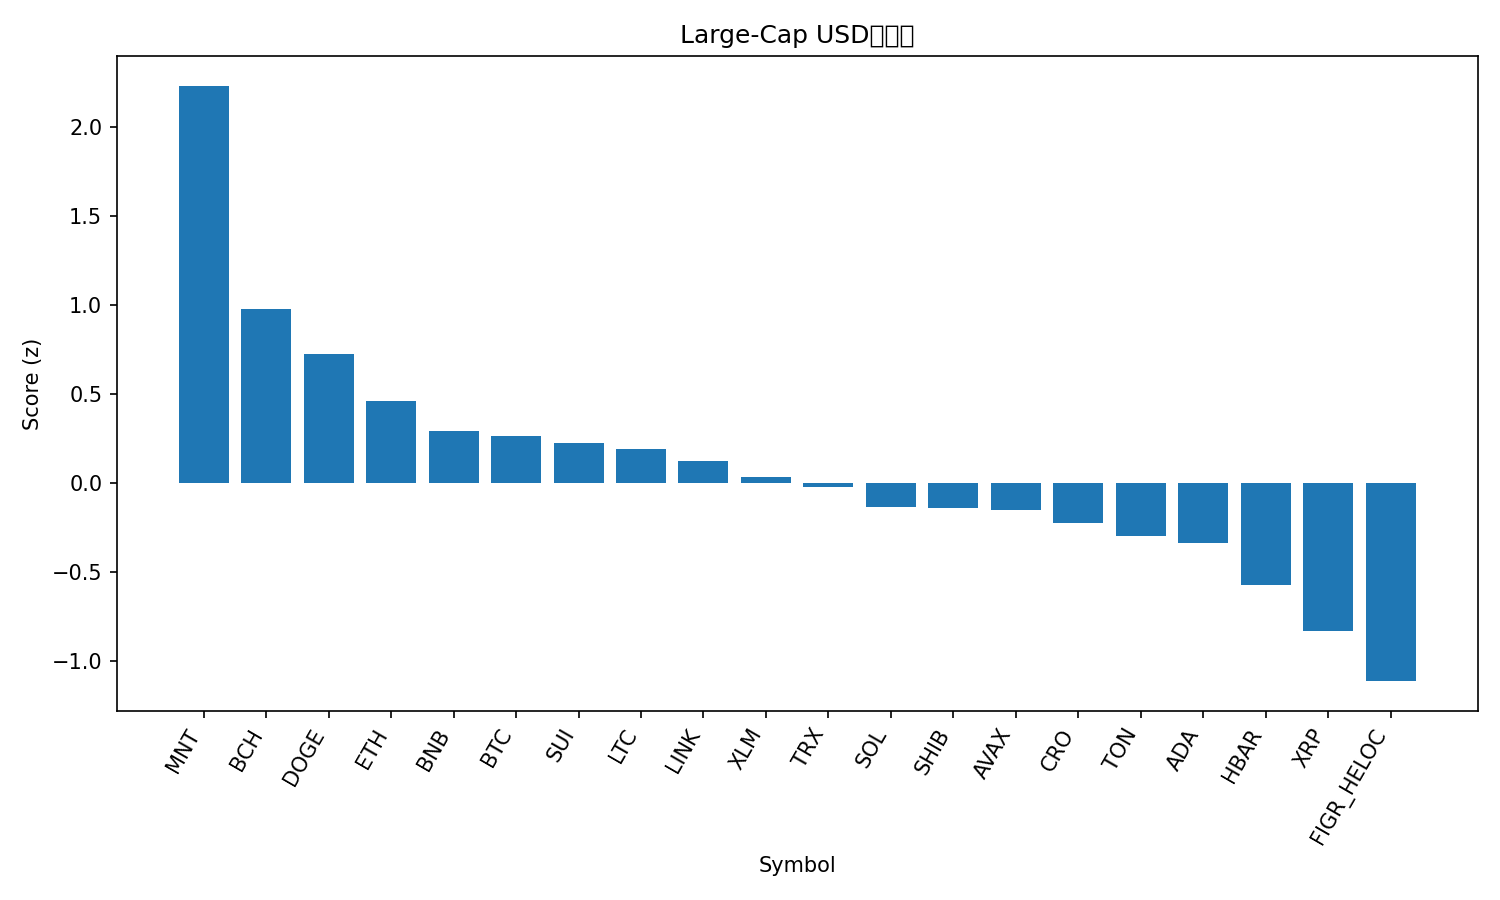 Large-Cap USD
Score (z)
2.0
1.5
1.0
0.5
0.0
−0.5
−1.0
MNT
BCH
DOGE
ETH
BNB
BTC
SUI
LTC
LINK
XLM
TRX
SOL
SHIB
AVAX
CRO
TON
ADA
HBAR
XRP
FIGR_HELOC
Symbol